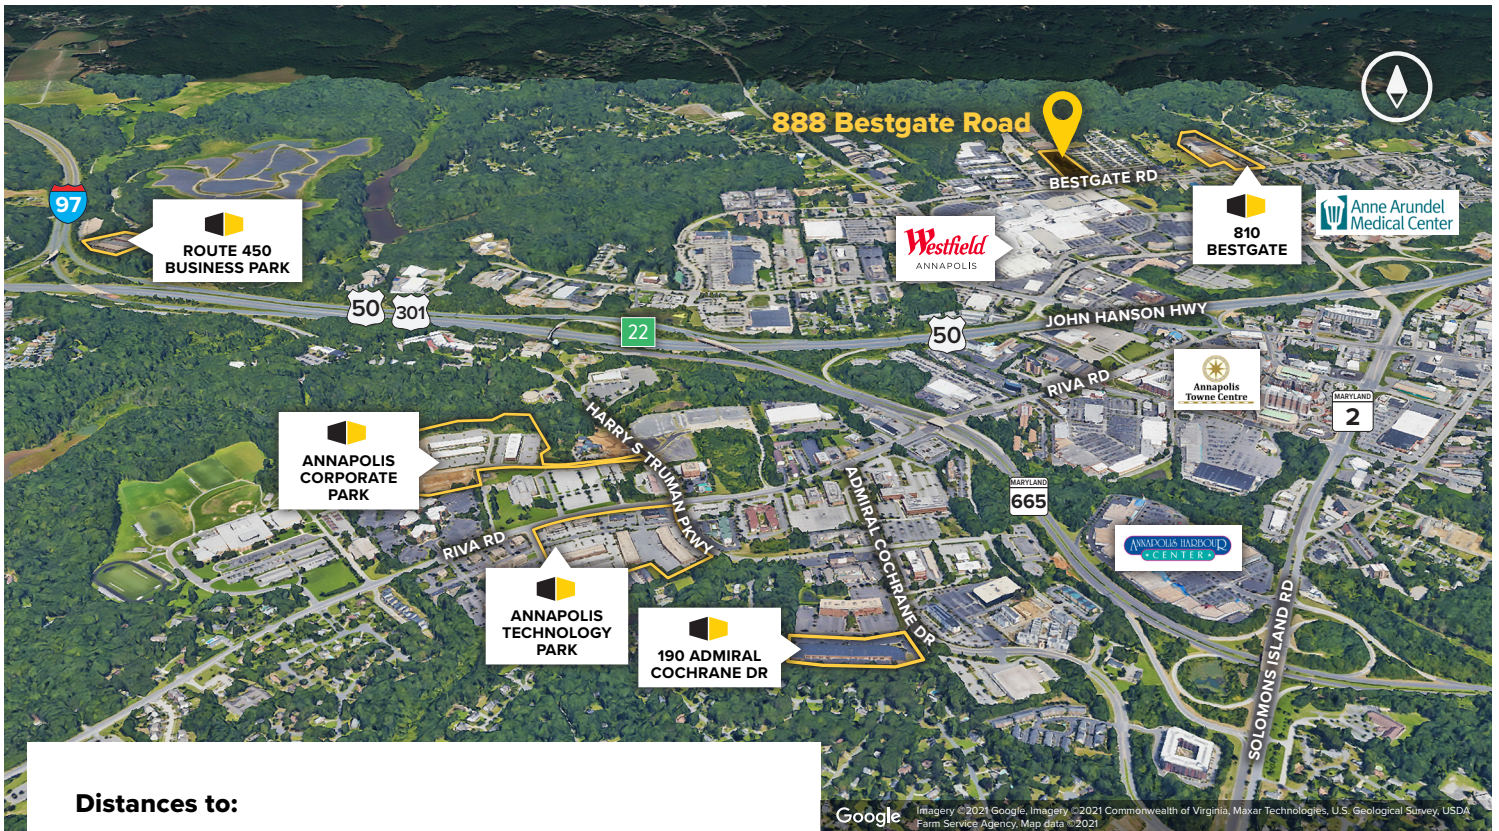 888 Bestgate Road
BESTGATE RD
97
ROUTE 450
BUSINESS PARK
Westfield
ANNAPOLIS
810
BESTGATE
Anne Arundel
Medical Center
50
301
22
50
JOHN HANSON HWY
RIVA RD
Annapolis
Towne Centre
MARYLAND
2
HARRY S TRUMAN PKWY
ANNAPOLIS
CORPORATE
PARK
ADMIRAL COCHRANE DR
MARYLAND
665
RIVA RD
ANNAPOLIS HARBOUR
CENTER
ANNAPOLIS
TECHNOLOGY
PARK
190 ADMIRAL
COCHRANE DR
SOLOMONS ISLAND RD
Distances to:
Google
Imagery ©2021 Google, Imagery ©2021 Commonwealth of Virginia, Maxar Technologies, U.S. Geological Survey, USDA
Farm Service Agency, Map data ©2021